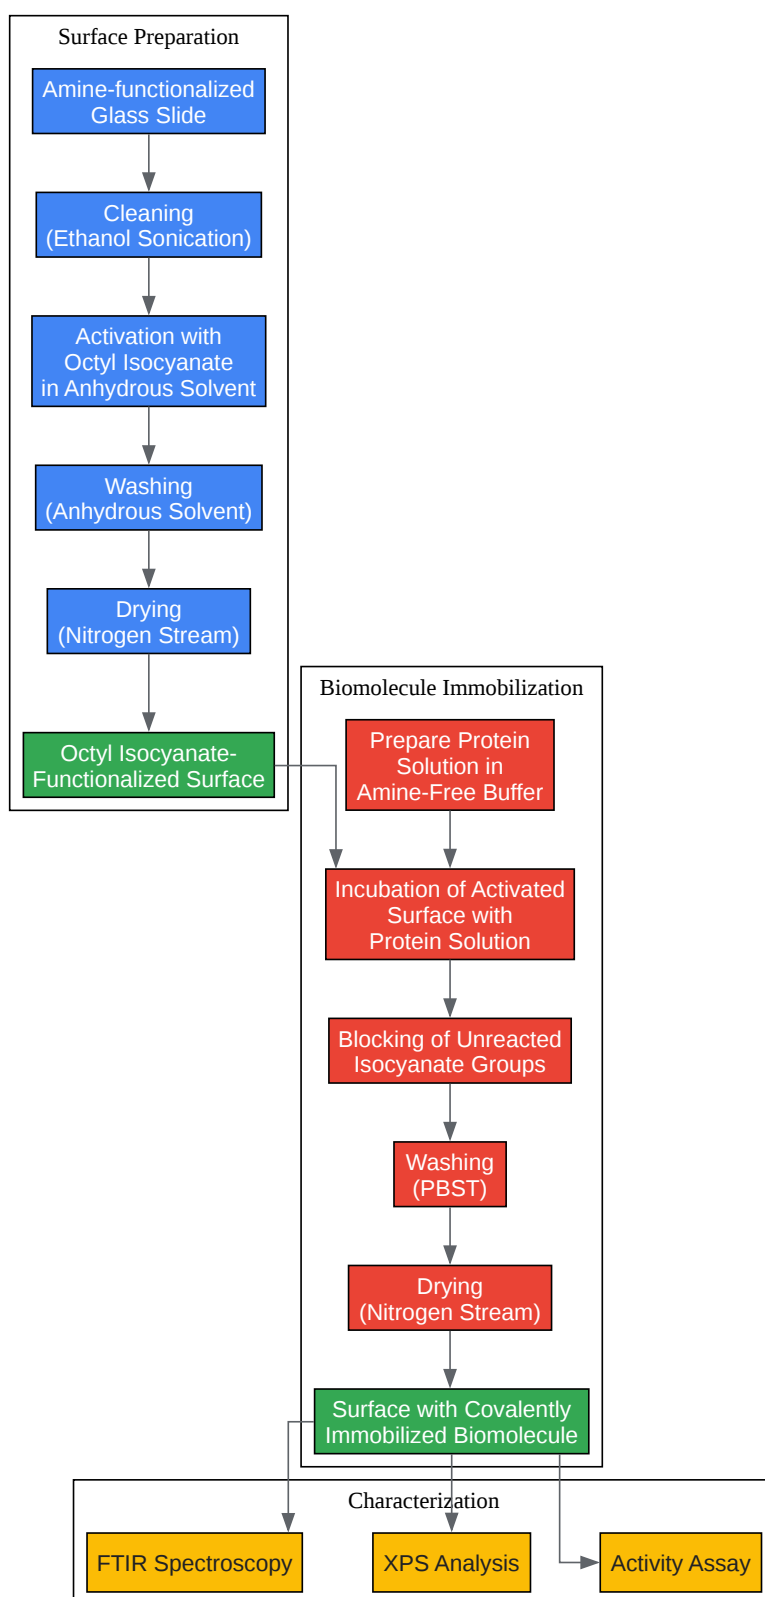 Surface Preparation
Amine-functionalized
Glass Slide
Cleaning
(Ethanol Sonication)
Activation with
Octyl Isocyanate
in Anhydrous Solvent
Washing
(Anhydrous Solvent)
Drying
(Nitrogen Stream)
Octyl Isocyanate-
Functionalized Surface
Biomolecule Immobilization
Prepare Protein
Solution in
Amine-Free Buffer
Incubation of Activated
Surface with
Protein Solution
Blocking of Unreacted
Isocyanate Groups
Washing
(PBST)
Drying
(Nitrogen Stream)
Surface with Covalently
Immobilized Biomolecule
Characterization
FTIR Spectroscopy
XPS Analysis
Activity Assay